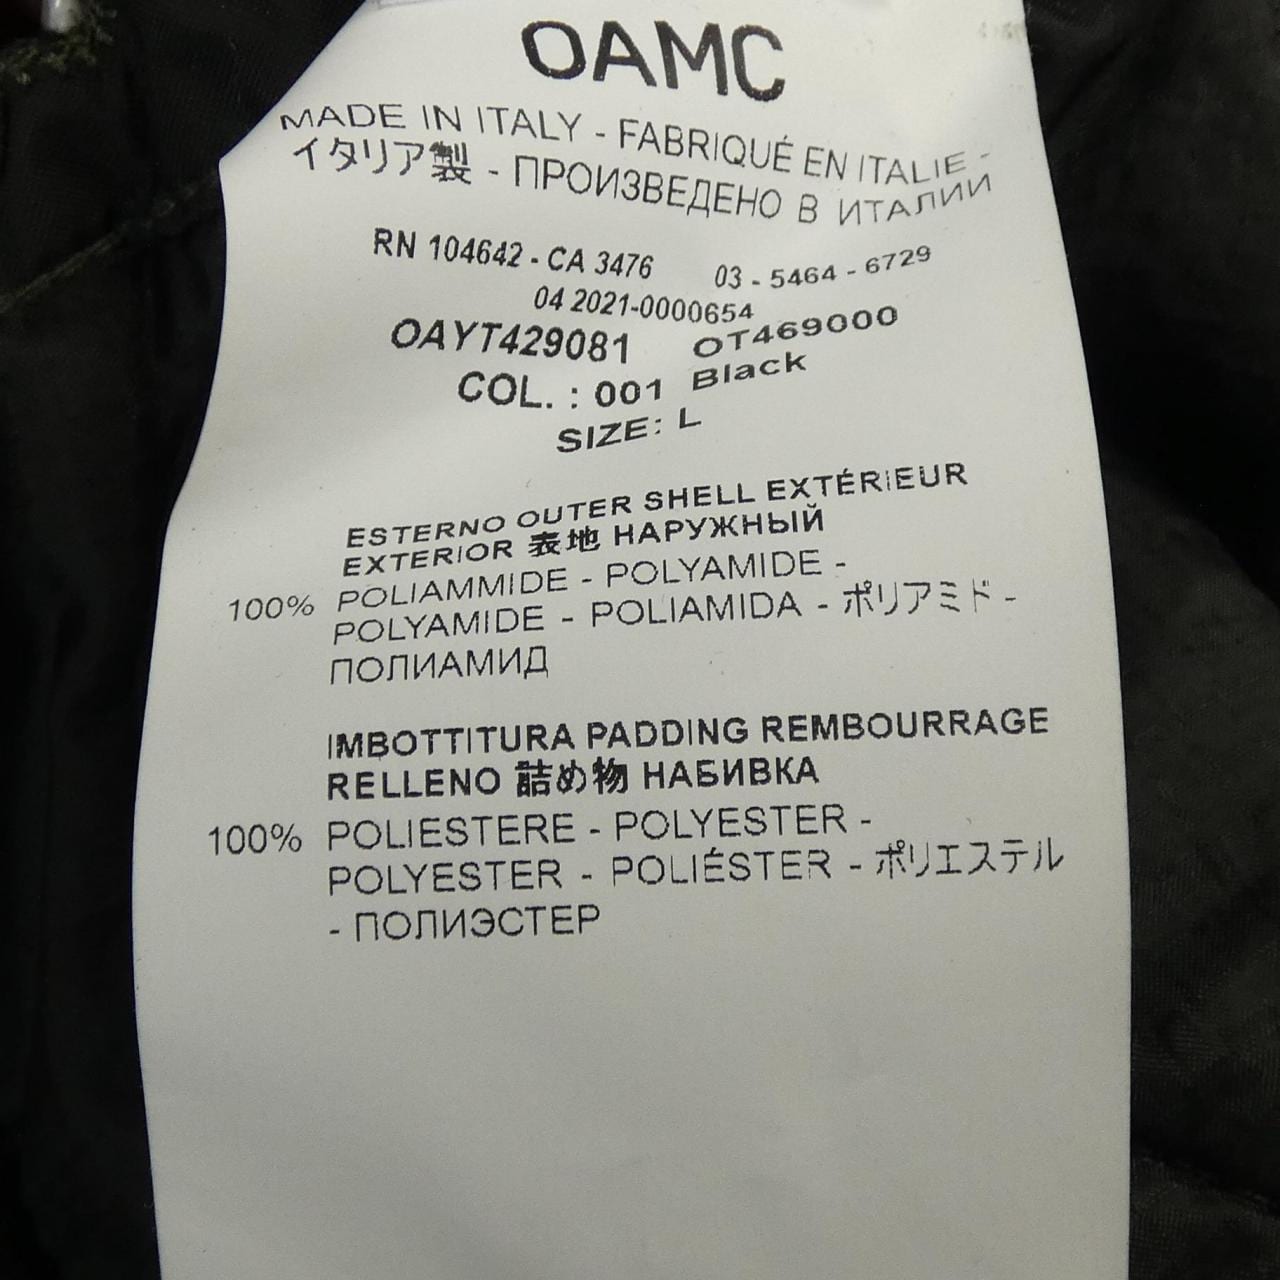 OAMC
MADE IN ITALY - FABRIQUÉ EN ITALIE -
イタリア製 - ПРОИЗВЕДЕНО В ИТАЛИИ
RN 104642 - CA 3476 03 - 5464 - 6729
04 2021-0000654
OAYT429081 OT469000
COL. : 001 Black
SIZE: L
ESTERNO OUTER SHELL EXTÉRIEUR
EXTERIOR 表地 НАРУЖНЫЙ
100% POLIAMMIDE - POLYAMIDE -
POLYAMIDE - POLIAMIDA - ポリアミド -
ПОЛИАМИД
IMBOTTITURA PADDING REMBOURRAGE
RELLENO 詰め物 НАБИВКА
100% POLIESTERE - POLYESTER -
POLYESTER - POLIÉSTER - ポリエステル
- ПОЛИЭСТЕР